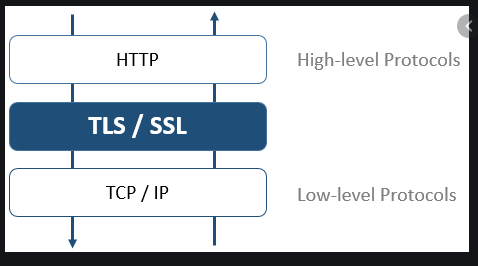 HTTP
High-level Protocols
TLS / SSL
TCP / IP
Low-level Protocols